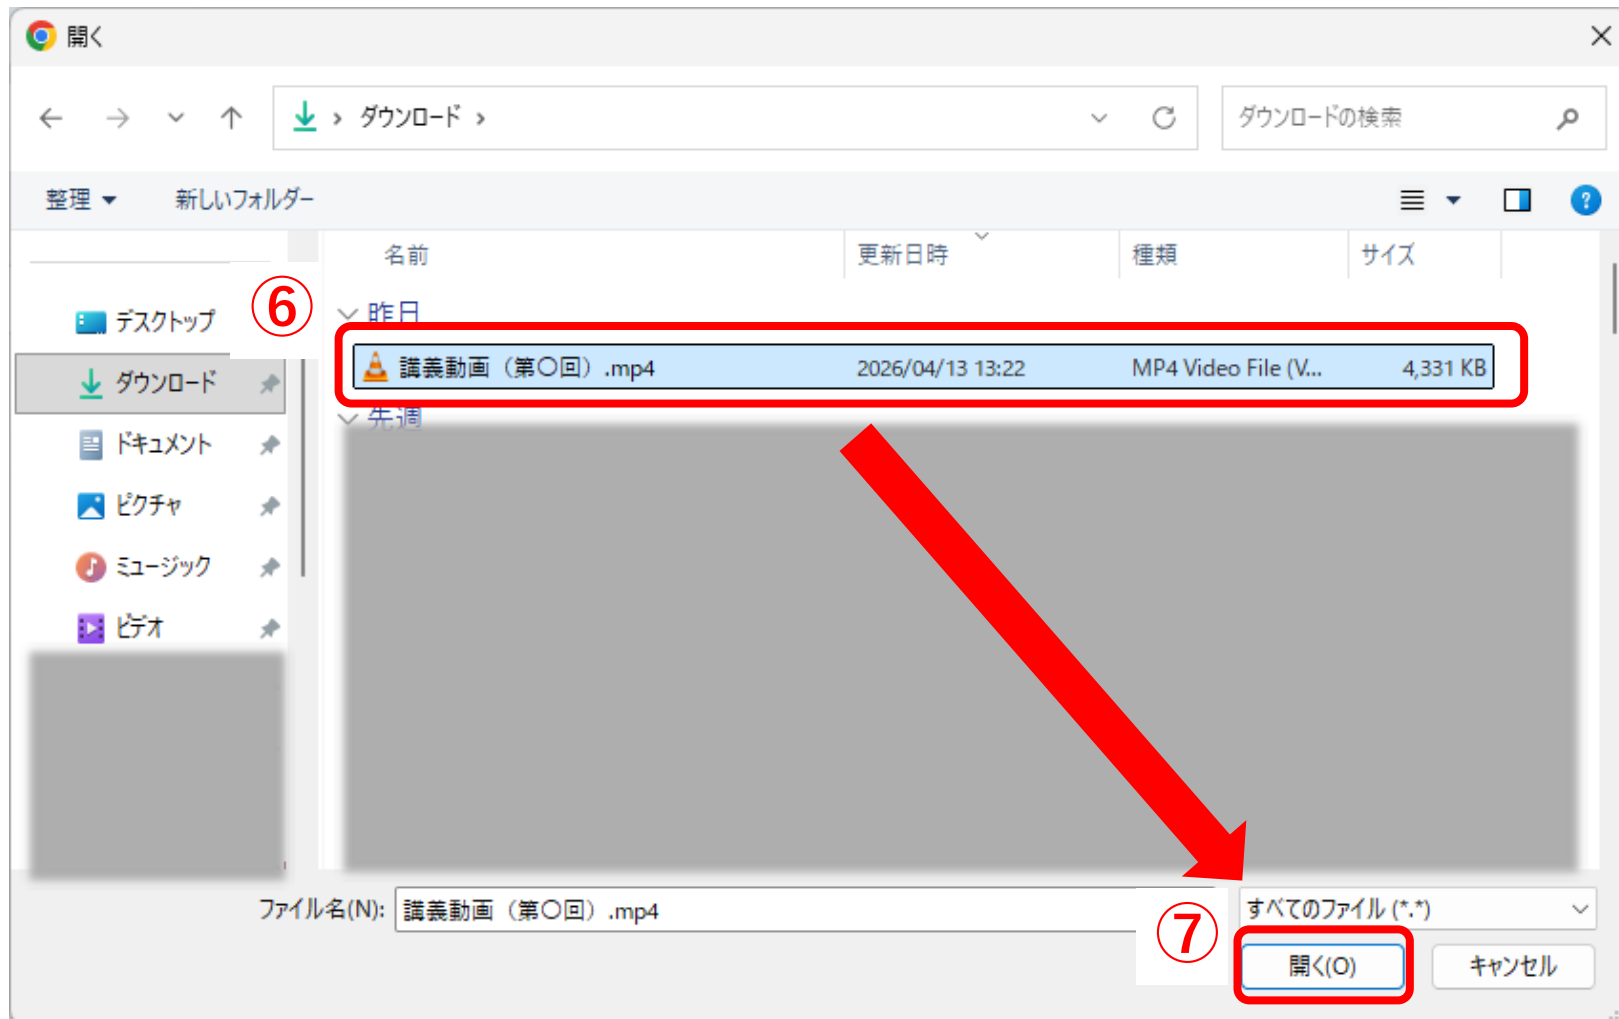 開く
ダウンロード
ダウンロードの検索
整理
新しいフォルダー
名前 更新日時 種類 サイズ
⑥
デスクトップ
ダウンロード
ドキュメント
ピクチャ
ミュージック
ビデオ
昨日
講義動画（第〇回）.mp4 2026/04/13 13:22 MP4 Video File (V... 4,331 KB
先週
ファイル名(N): 講義動画（第〇回）.mp4
すべてのファイル (*.*)
⑦
開く(O) キャンセル